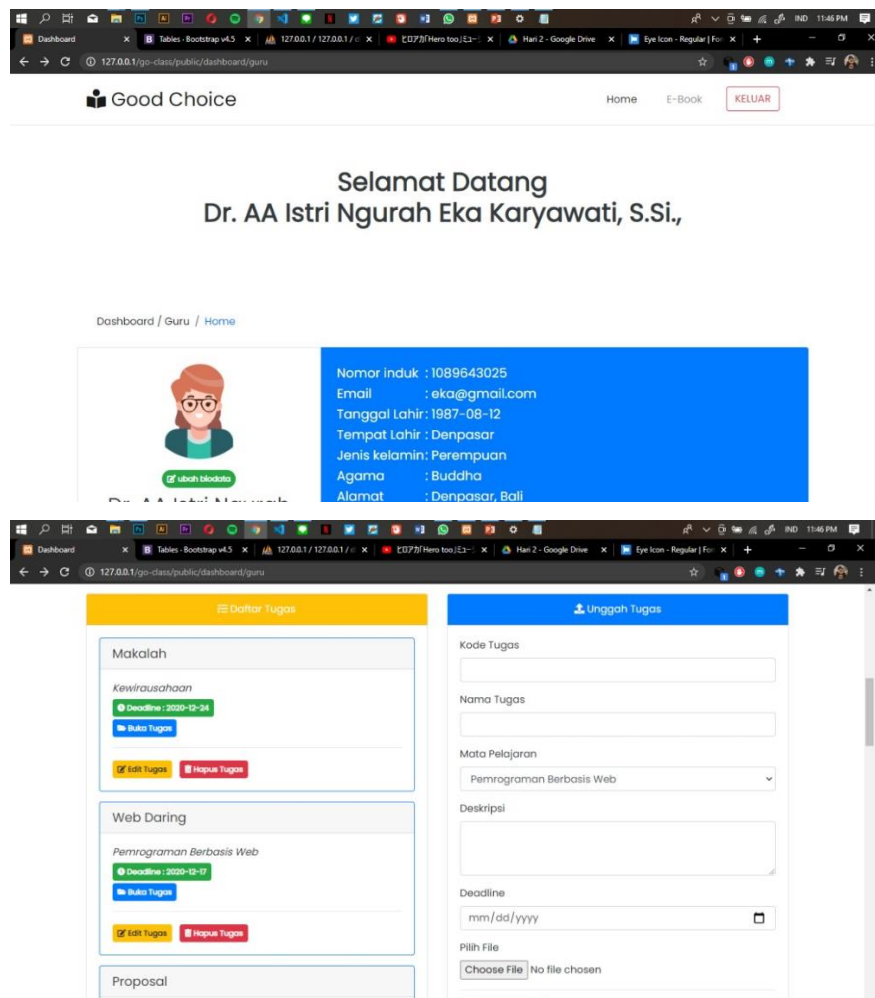 IND 11:46 PM
Dashboard
Tables · Bootstrap v4.5
127.0.0.1 / 127.0.0.1 /
Hari 2 - Google Drive
Eye Icon - Regular | Fo
127.0.0.1/go-class/public/dashboard/guru
Good Choice
Home
E-Book
KELUAR
Selamat Datang
Dr. AA Istri Ngurah Eka Karyawati, S.Si.,
Dashboard / Guru / Home
ubah biodata
Dr. AA Istri Ngurah
Nomor induk : 1089643025
Email : eka@gmail.com
Tanggal Lahir : 1987-08-12
Tempat Lahir : Denpasar
Jenis kelamin : Perempuan
Agama : Buddha
Alamat : Denpasar, Bali
IND 11:46 PM
Dashboard
Tables · Bootstrap v4.5
127.0.0.1 / 127.0.0.1 /
Hari 2 - Google Drive
Eye Icon - Regular | Fo
127.0.0.1/go-class/public/dashboard/guru
Daftar Tugas
Makalah
Kewirausahaan
Deadline : 2020-12-24
Buka Tugas
Edit Tugas
Hapus Tugas
Web Daring
Pemrograman Berbasis Web
Deadline : 2020-12-17
Buka Tugas
Edit Tugas
Hapus Tugas
Proposal
Unggah Tugas
Kode Tugas
Nama Tugas
Mata Pelajaran
Pemrograman Berbasis Web
Deskripsi
Deadline
mm/dd/yyyy
Pilih File
Choose File No file chosen